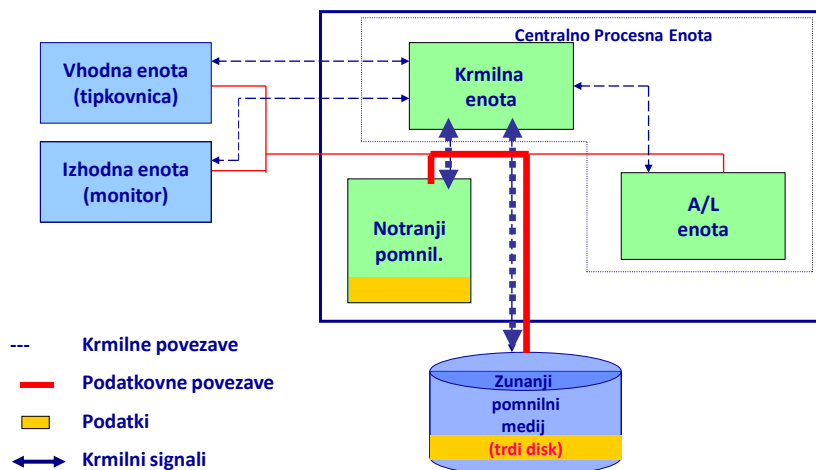 Centralno Procesna Enota
Vhodna enota
(tipkovnica)
Krmilna
enota
Izhodna enota
(monitor)
A/L
enota
Notranji
pomnil.
--- Krmilne povezave
Podatkovne povezave
Podatki
Krmilni signali
Zunanji
pomnilni
medij
(trdi disk)